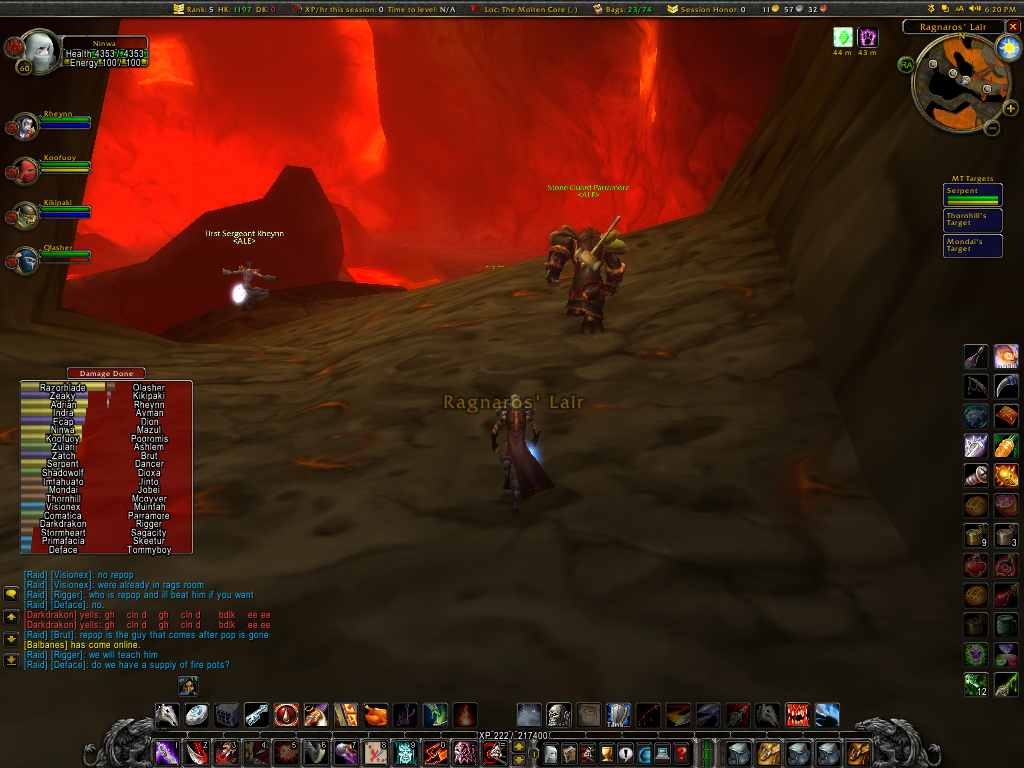 Rank: 5 HK: 1197 DK: 0
XP/hr this session: 0 Time to level: N/A
Loc: The Molten Core (, )
Bags: 23/74
Session Honor: 0
11 57 32
6:20 PM
Ninwa
Health 4353 / 4353
Energy 100 / 100
60
Rheynn
Koofuoy
Kikipaki
Qlasher
44 m 43 m
Ragnaros' Lair
N
RA
MT Targets
Serpent
Thornhill's
Target
Mondai's
Target
First Sergeant Rheynn
<ALE>
Stone Guard Parramore
<ALE>
Ragnaros' Lair
Damage Done
Razorblade Qlasher
Zeaky Kikipaki
Adrian Rheynn
Indra Ayman
Ecap Dion
Ninwa Mazul
Koofuoy Pooromis
Zulari Ashlem
Zatch Brut
Serpent Dancer
Shadowolf Dioxa
Imtahuato Jinto
Mondai Jobei
Thornhill Mcqyver
Visionex Muinfah
Comatica Parramore
Darkdrakon Rigger
Stormheart Sagacity
Primafacia Skeetur
Deface Tommyboy
[Raid] [Visionex]: no repop
[Raid] [Visionex]: were already in rags room
[Raid] [Rigger]: who is repop and ill beat him if you want
[Raid] [Deface]: no.
[Darkdrakon] yells: gh cln d gh cln d bdlk ee ee
[Darkdrakon] yells: gh cln d gh cln d bdlk ee ee
[Raid] [Brut]: repop is the guy that comes after pop is gone
[Balbanes] has come online.
[Raid] [Rigger]: we will teach him
[Raid] [Deface]: do we have a supply of fire pots?
9 3
12
XP 222 / 217400